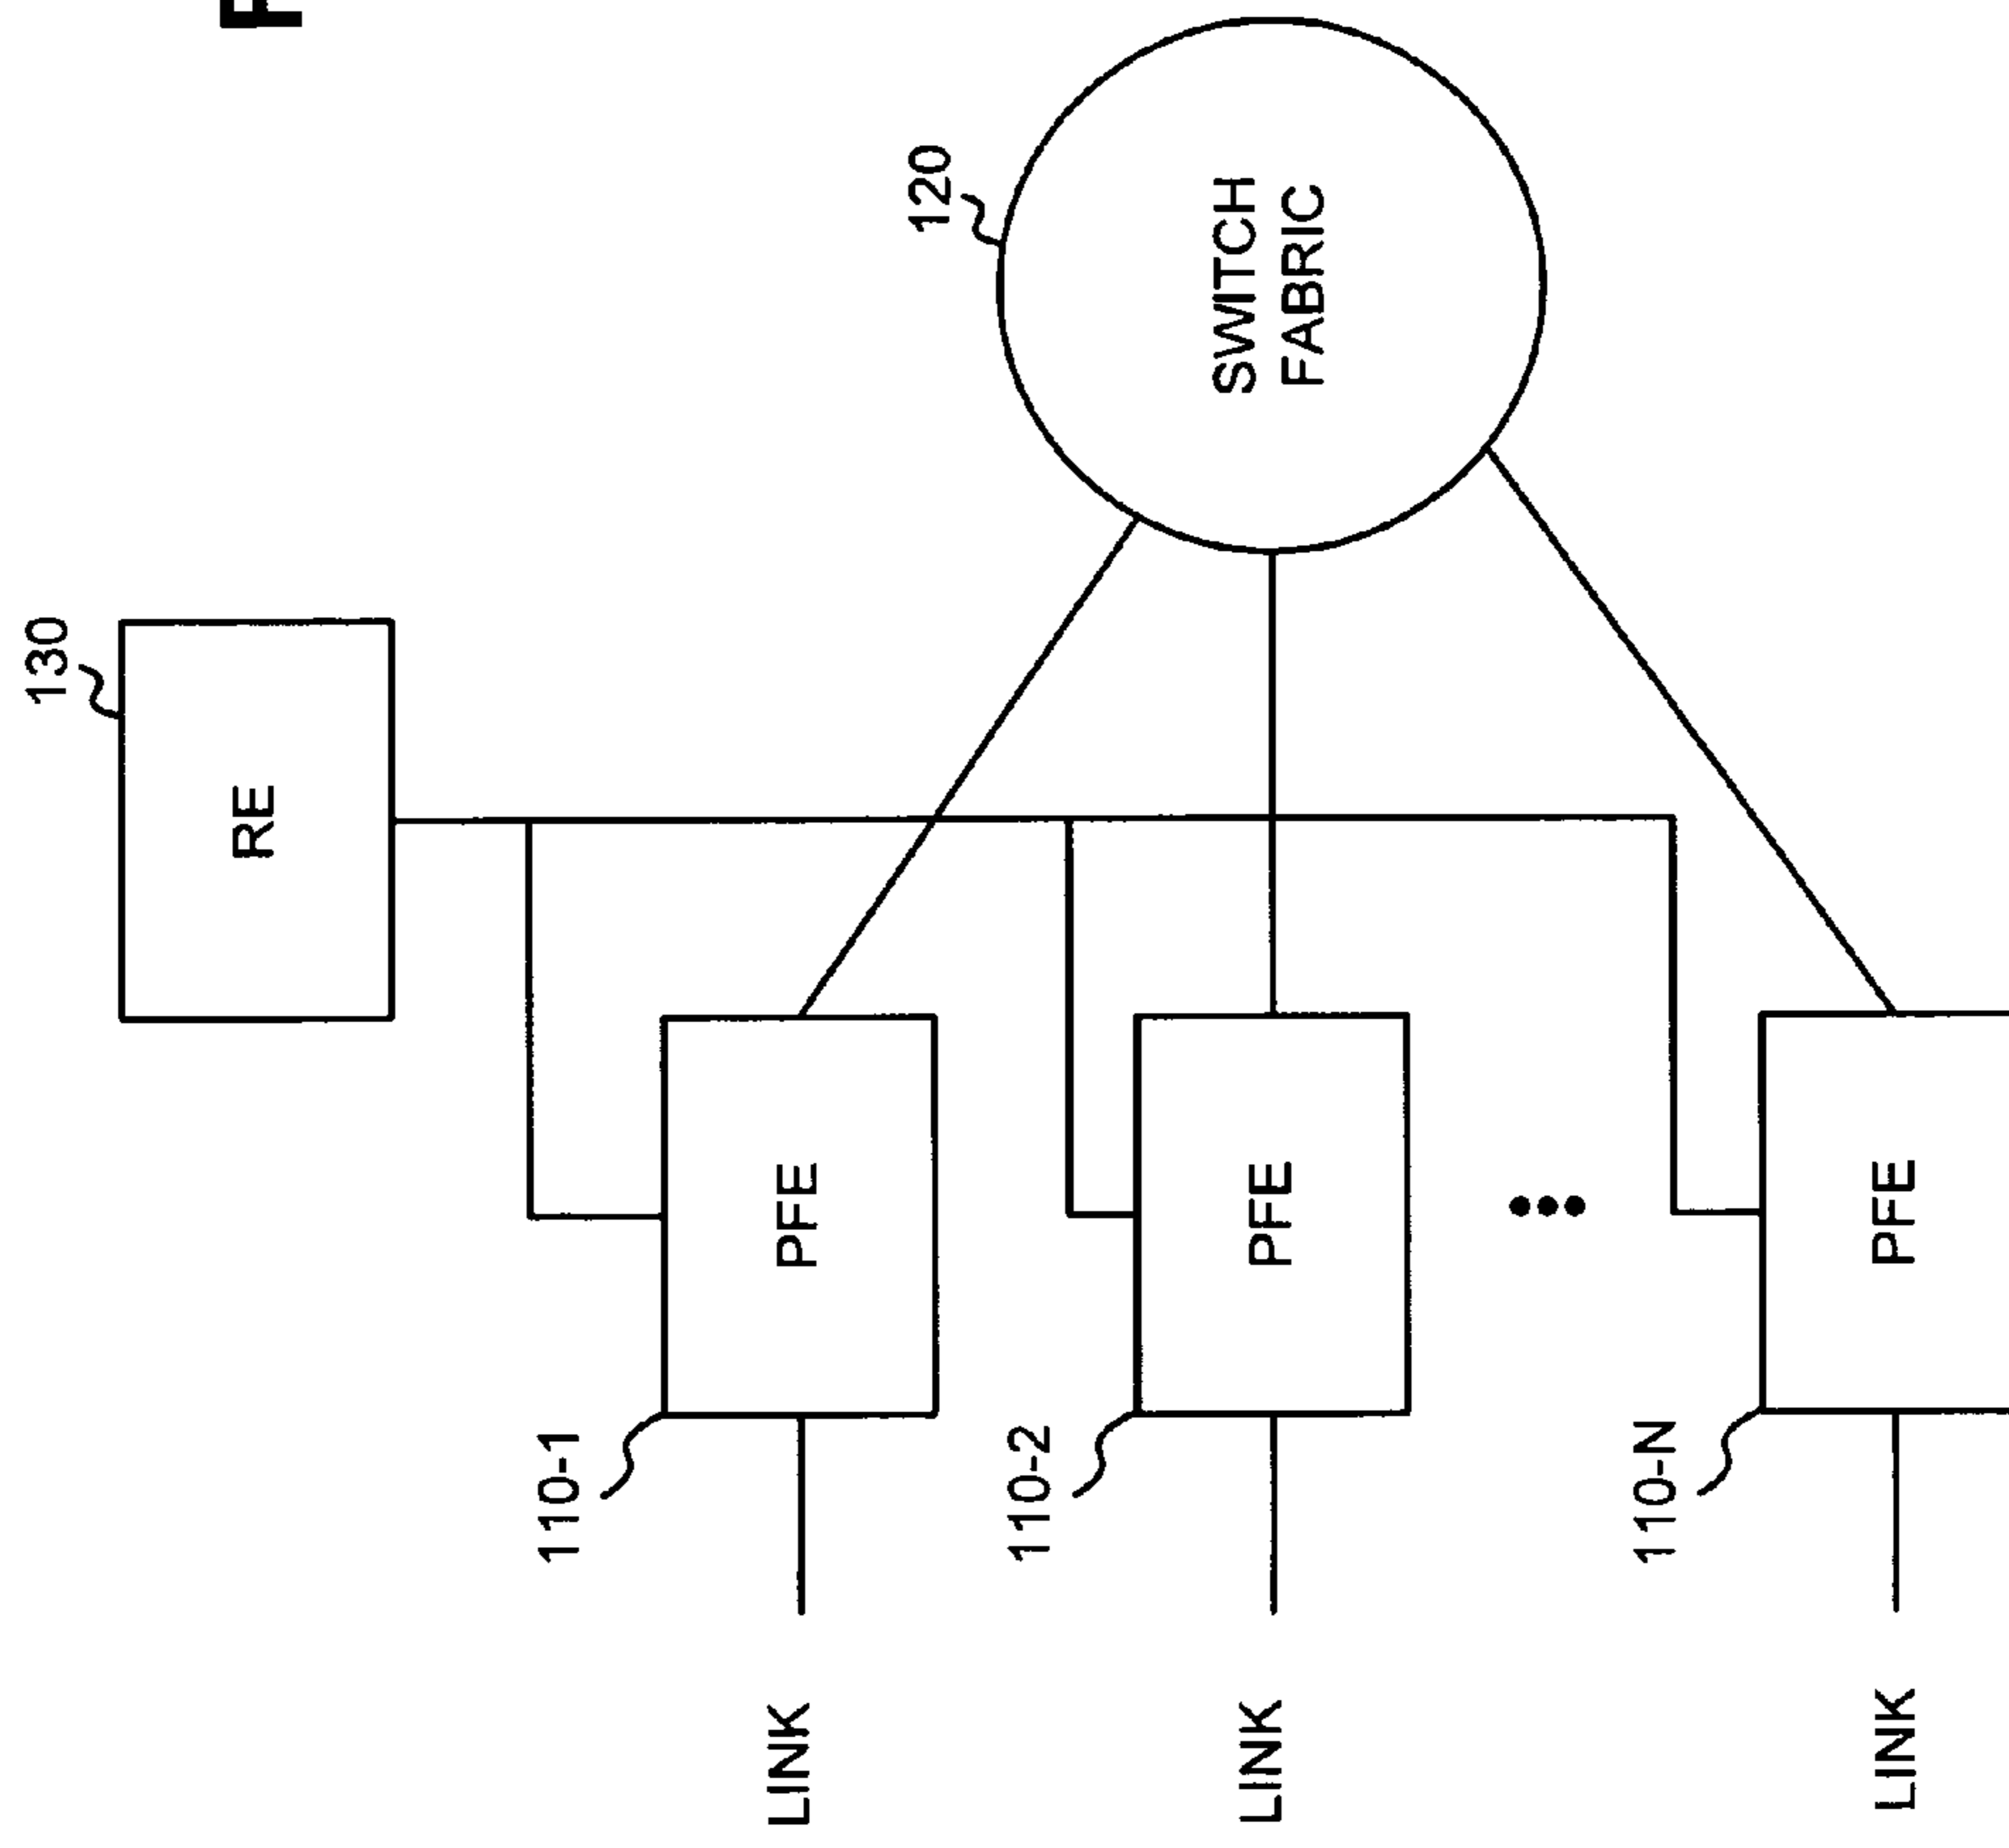 130
RE
110-1
LINK
PFE
120
110-2
LINK
PFE
SWITCH
FABRIC
110-N
LINK
PFE